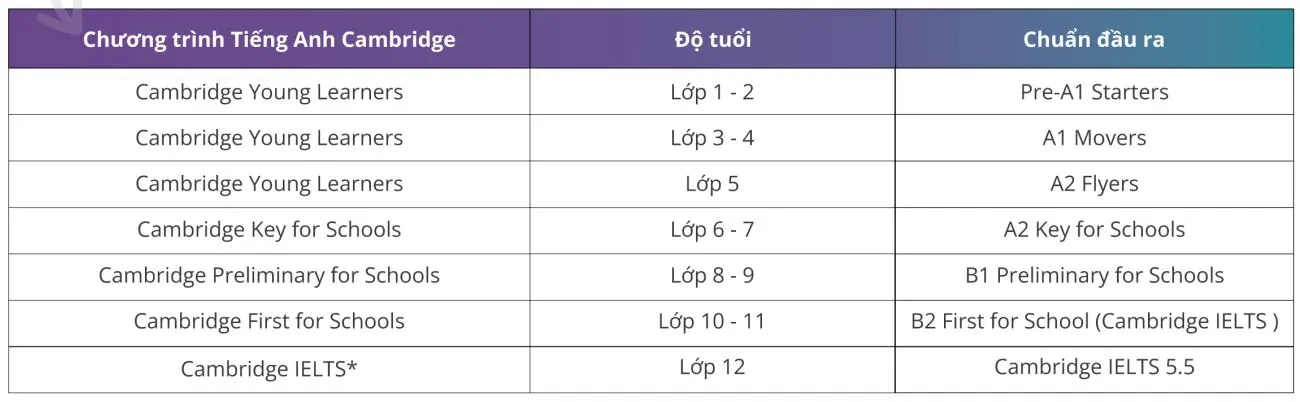 Chương trình Tiếng Anh Cambridge Độ tuổi Chuẩn đầu ra
Cambridge Young Learners Lớp 1 - 2 Pre-A1 Starters
Cambridge Young Learners Lớp 3 - 4 A1 Movers
Cambridge Young Learners Lớp 5 A2 Flyers
Cambridge Key for Schools Lớp 6 - 7 A2 Key for Schools
Cambridge Preliminary for Schools Lớp 8 - 9 B1 Preliminary for Schools
Cambridge First for Schools Lớp 10 - 11 B2 First for School (Cambridge IELTS )
Cambridge IELTS* Lớp 12 Cambridge IELTS 5.5